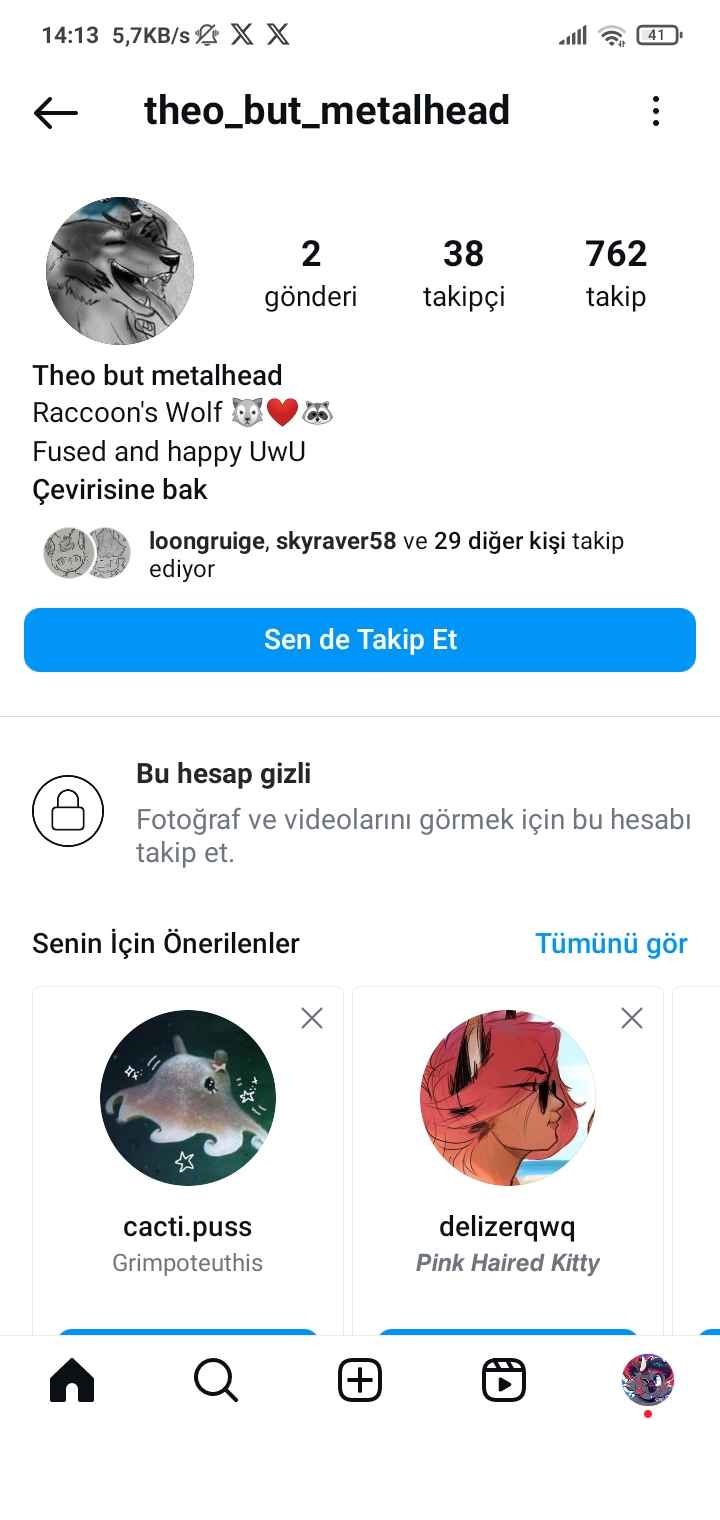 14:13 5,7KB/s
41
theo_but_metalhead
2 38 762
gönderi takipçi takip
Theo but metalhead
Raccoon's Wolf 🐺❤️🦝
Fused and happy UwU
Çevirisine bak
loongruige, skyraver58 ve 29 diğer kişi takip
ediyor
Sen de Takip Et
Bu hesap gizli
Fotoğraf ve videolarını görmek için bu hesabı
takip et.
Senin İçin Önerilenler Tümünü gör
cacti.puss delizerqwq
Grimpoteuthis Pink Haired Kitty